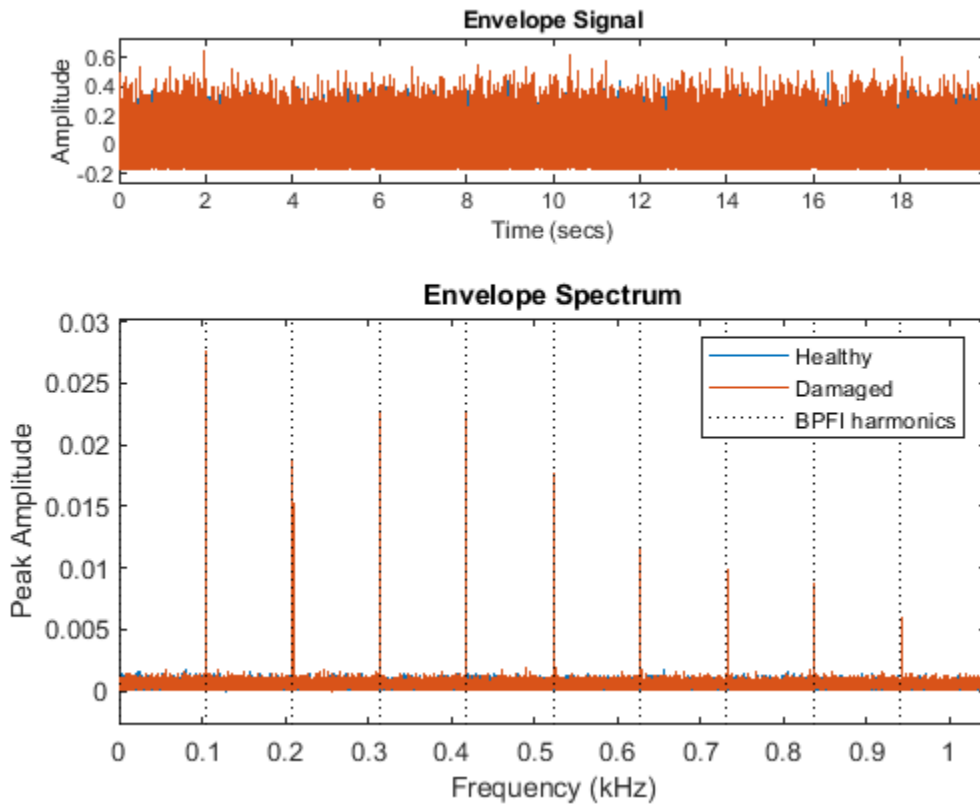 Envelope Signal
0.6
0.4
0.2
0
-0.2
Amplitude
0 2 4 6 8 10 12 14 16 18
Time (secs)
Envelope Spectrum
0.03
0.025
0.02
0.015
0.01
0.005
0
Peak Amplitude
Healthy
Damaged
BPFI harmonics
0 0.1 0.2 0.3 0.4 0.5 0.6 0.7 0.8 0.9 1
Frequency (kHz)